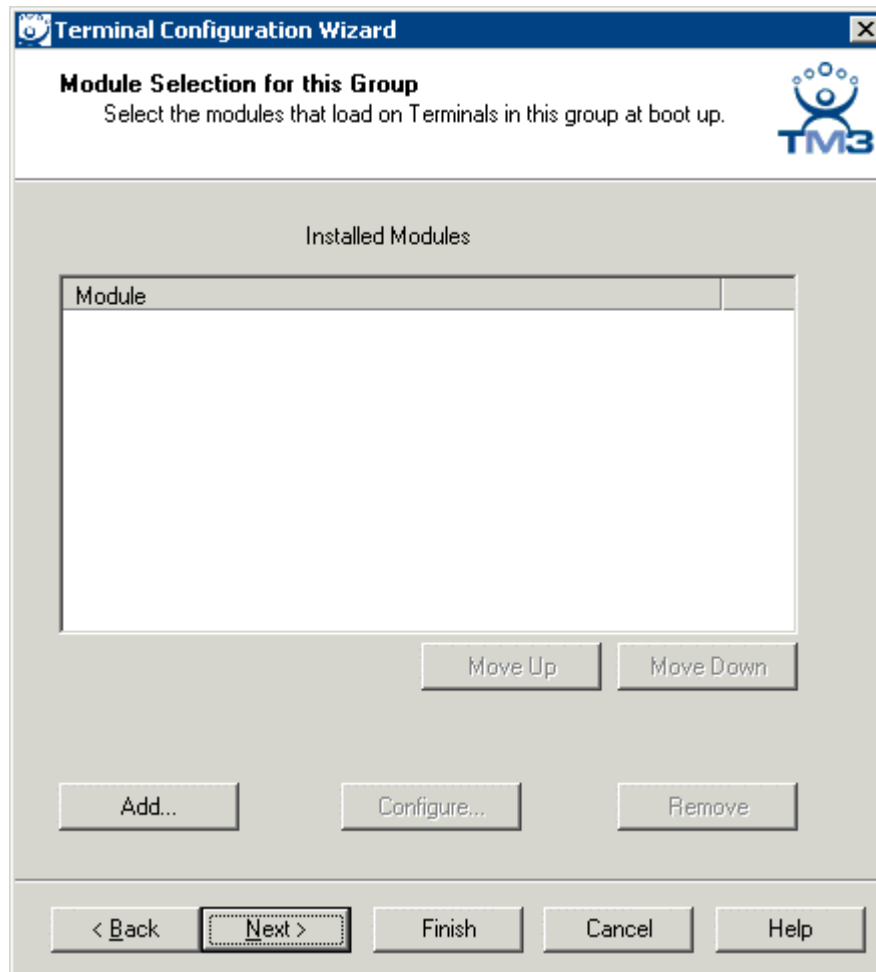 Terminal Configuration Wizard
Module Selection for this Group
Select the modules that load on Terminals in this group at boot up.
TM3
Installed Modules
Module
Move Up Move Down
Add... Configure... Remove
< Back Next > Finish Cancel Help